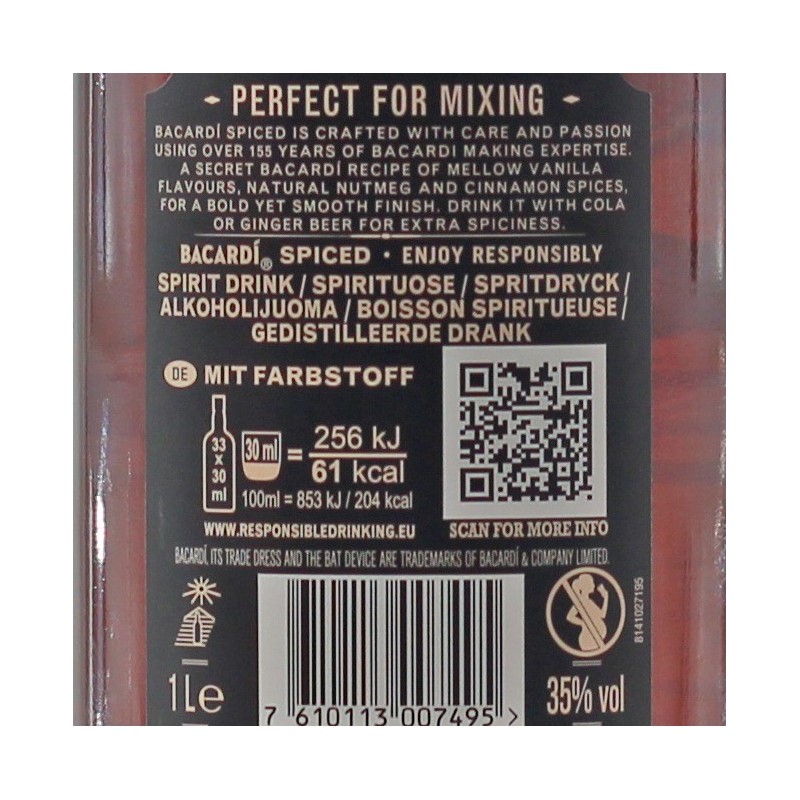 PERFECT FOR MIXING
BACARDÍ SPICED IS CRAFTED WITH CARE AND PASSION
USING OVER 155 YEARS OF BACARDI MAKING EXPERTISE.
A SECRET BACARDÍ RECIPE OF MELLOW VANILLA
FLAVOURS, NATURAL NUTMEG AND CINNAMON SPICES,
FOR A BOLD YET SMOOTH FINISH. DRINK IT WITH COLA
OR GINGER BEER FOR EXTRA SPICINESS.
BACARDÍ® SPICED · ENJOY RESPONSIBLY
SPIRIT DRINK / SPIRITUOSE / SPRITDRYCK /
ALKOHOLIJUOMA / BOISSON SPIRITUEUSE /
GEDISTILLEERDE DRANK
DE MIT FARBSTOFF
33 x 30 ml
30 ml = 256 kJ
61 kcal
100ml = 853 kJ / 204 kcal
WWW.RESPONSIBLEDRINKING.EU
SCAN FOR MORE INFO
BACARDÍ, ITS TRADE DRESS AND THE BAT DEVICE ARE TRADEMARKS OF BACARDÍ & COMPANY LIMITED.
8141027195
1L e
35% vol
7 610113 007495 >